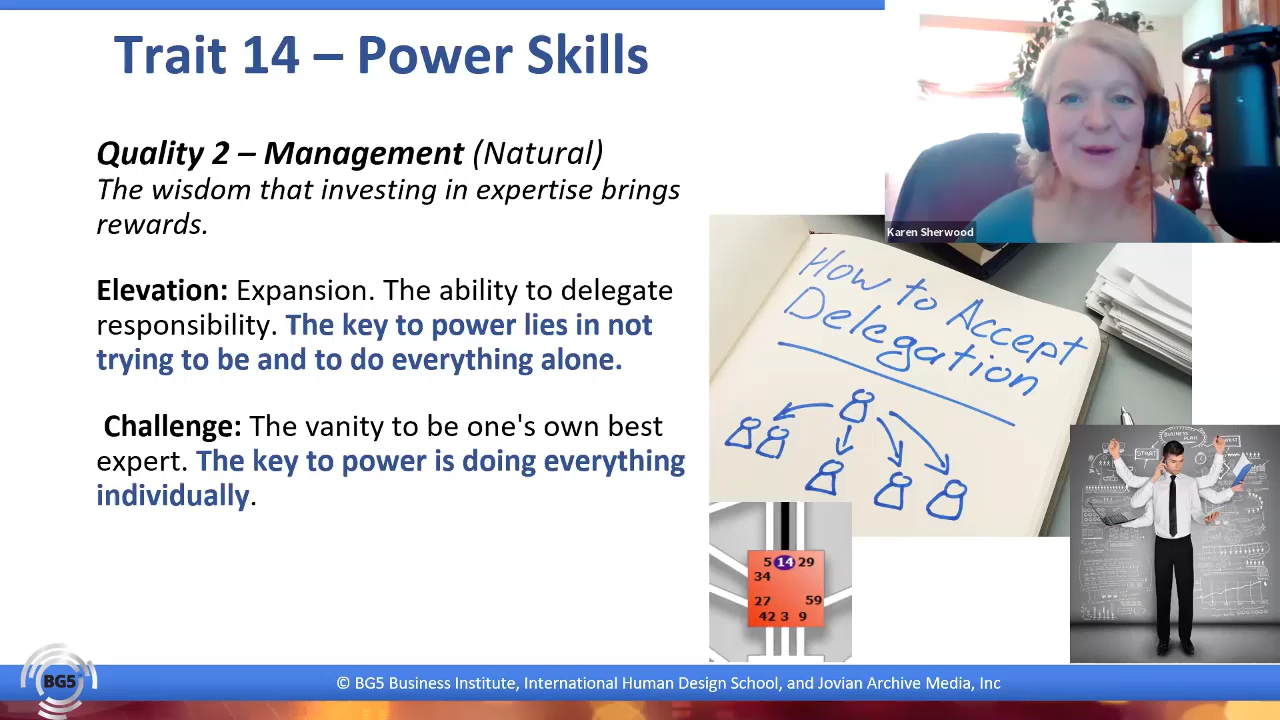 Trait 14 – Power Skills
Quality 2 – Management (Natural)
The wisdom that investing in expertise brings
rewards.
Elevation: Expansion. The ability to delegate
responsibility. The key to power lies in not
trying to be and to do everything alone.
Challenge: The vanity to be one's own best
expert. The key to power is doing everything
individually.
Karen Sherwood
How to Accept
Delegation
START
BUSINESS
PLAN
5 14 29
34
27 59
42 3 9
BG5
© BG5 Business Institute, International Human Design School, and Jovian Archive Media, Inc